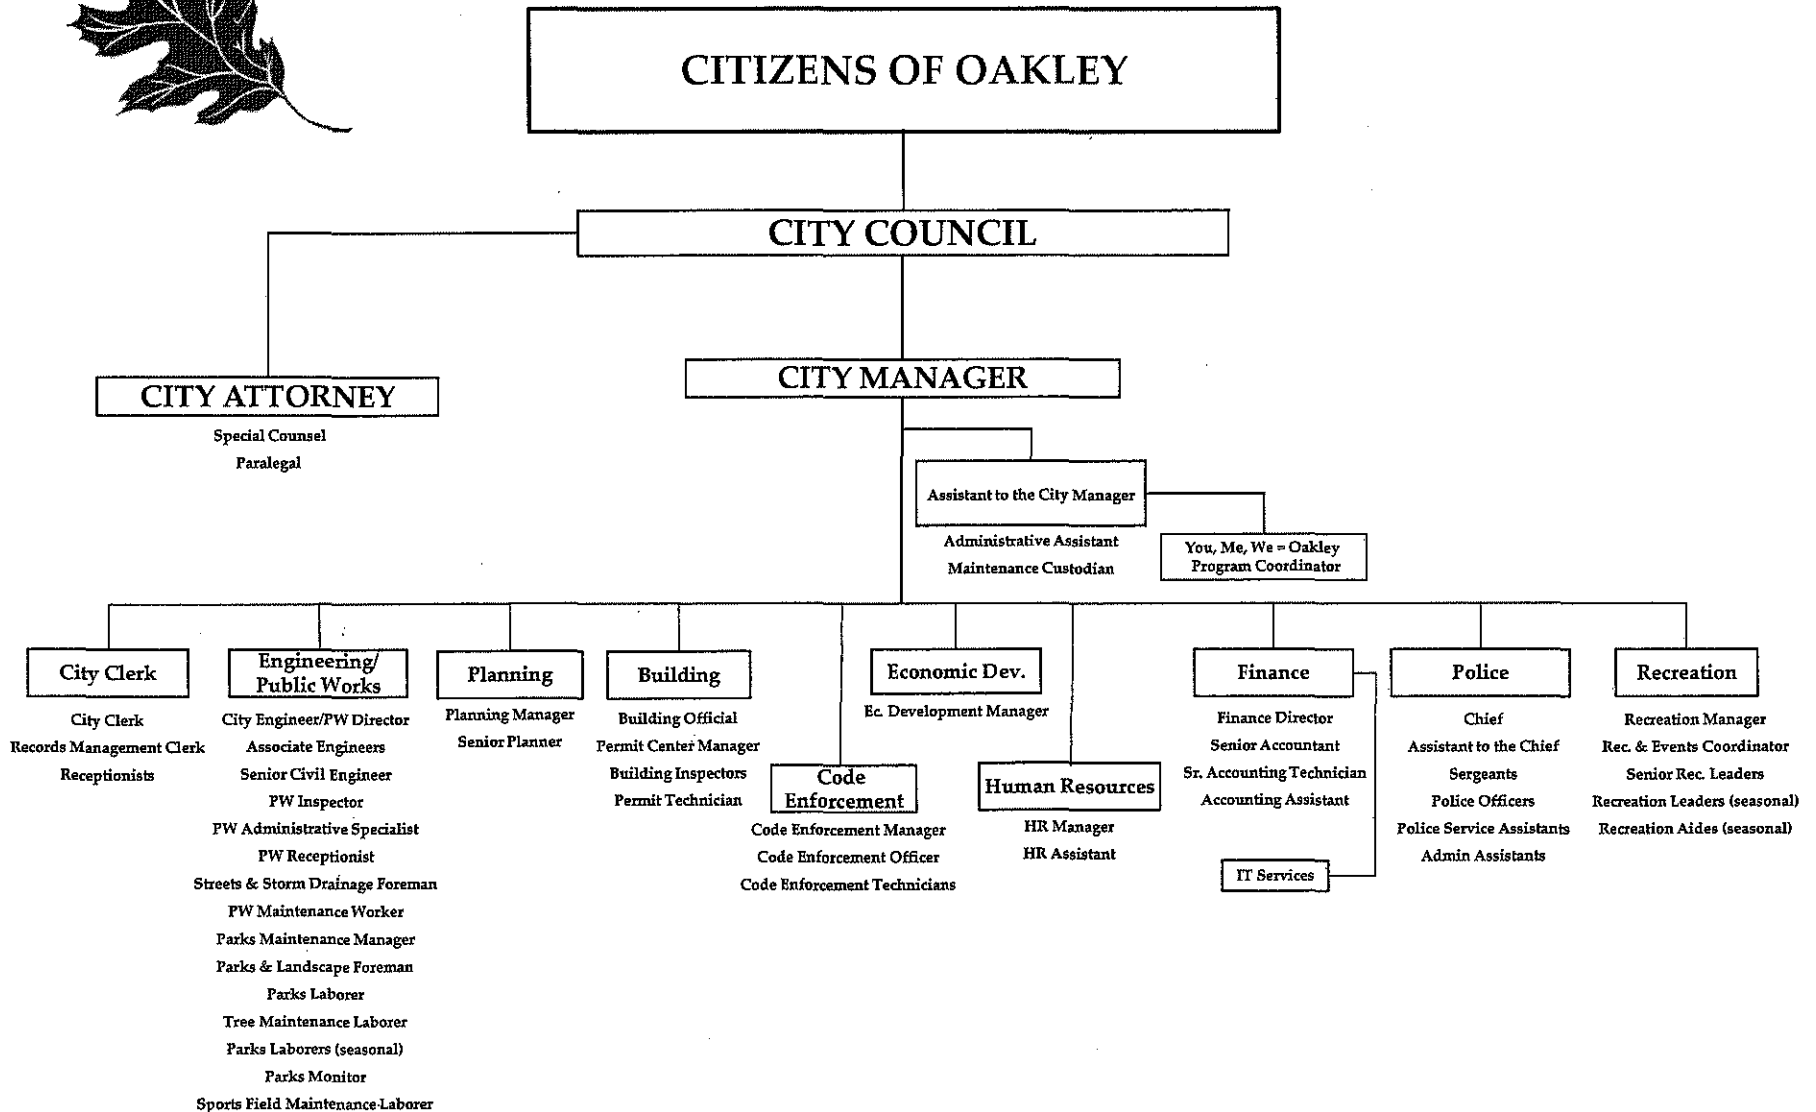 CITIZENS OF OAKLEY
CITY COUNCIL
CITY ATTORNEY
Special Counsel
Paralegal
CITY MANAGER
Assistant to the City Manager
Administrative Assistant
Maintenance Custodian
You, Me, We = Oakley
Program Coordinator
City Clerk
City Clerk
Records Management Clerk
Receptionists
Engineering/
Public Works
City Engineer/PW Director
Associate Engineers
Senior Civil Engineer
PW Inspector
PW Administrative Specialist
PW Receptionist
Streets & Storm Drainage Foreman
PW Maintenance Worker
Parks Maintenance Manager
Parks & Landscape Foreman
Parks Laborer
Tree Maintenance Laborer
Parks Laborers (seasonal)
Parks Monitor
Sports Field Maintenance Laborer
Planning
Planning Manager
Senior Planner
Building
Building Official
Permit Center Manager
Building Inspectors
Permit Technician
Code
Enforcement
Code Enforcement Manager
Code Enforcement Officer
Code Enforcement Technicians
Economic Dev.
Ec. Development Manager
Human Resources
HR Manager
HR Assistant
Finance
Finance Director
Senior Accountant
Sr. Accounting Technician
Accounting Assistant
IT Services
Police
Chief
Assistant to the Chief
Sergeants
Police Officers
Police Service Assistants
Admin Assistants
Recreation
Recreation Manager
Rec. & Events Coordinator
Senior Rec. Leaders
Recreation Leaders (seasonal)
Recreation Aides (seasonal)